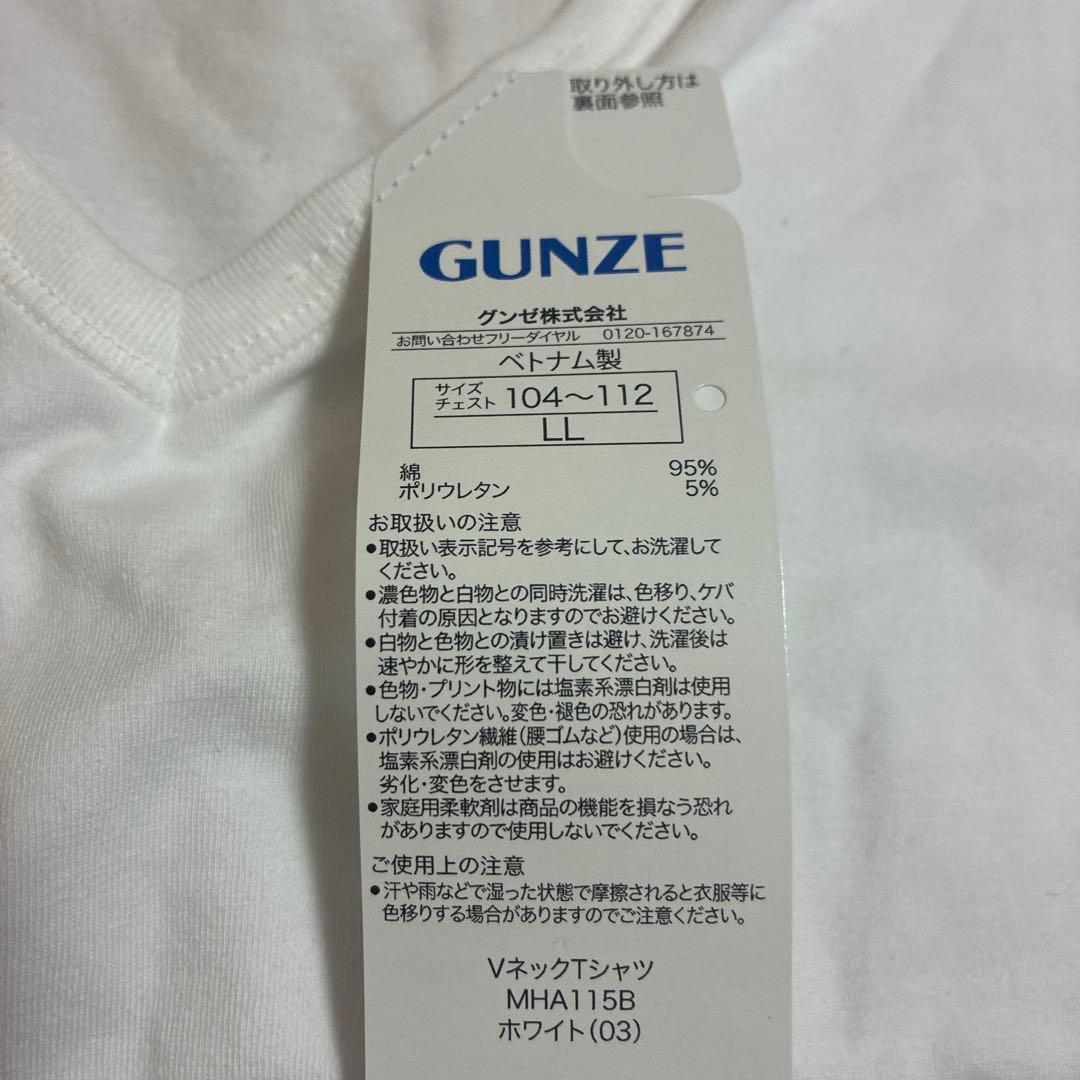 取り外し方は
裏面参照
GUNZE
グンゼ株式会社
お問い合わせフリーダイヤル 0120-167874
ベトナム製
サイズ
チェスト 104～112
LL
綿 95%
ポリウレタン 5%
お取扱いの注意
●取扱い表示記号を参考にして、お洗濯して
ください。
●濃色物と白物との同時洗濯は、色移り、ケバ
付着の原因となりますのでお避けください。
●白物と色物との漬け置きは避け、洗濯後は
速やかに形を整えて干してください。
●色物・プリント物には塩素系漂白剤は使用
しないでください。変色・褪色の恐れがあります。
●ポリウレタン繊維(腰ゴムなど)使用の場合は、
塩素系漂白剤の使用はお避けください。
劣化・変色をさせます。
●家庭用柔軟剤は商品の機能を損なう恐れ
がありますので使用しないでください。
ご使用上の注意
●汗や雨などで湿った状態で摩擦されると衣服等に
色移りする場合がありますのでご注意ください。
VネックTシャツ
MHA115B
ホワイト(03)